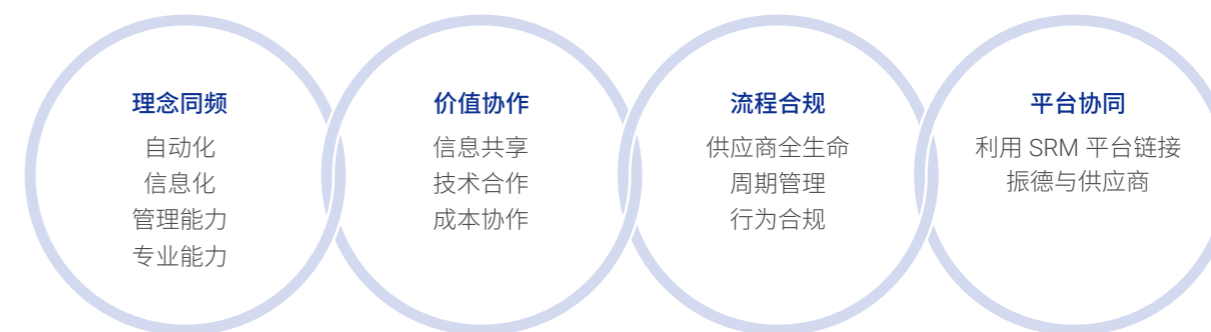 理念同频
自动化
信息化
管理能力
专业能力
价值协作
信息共享
技术合作
成本协作
流程合规
供应商全生命
周期管理
行为合规
平台协同
利用 SRM 平台链接
振德与供应商